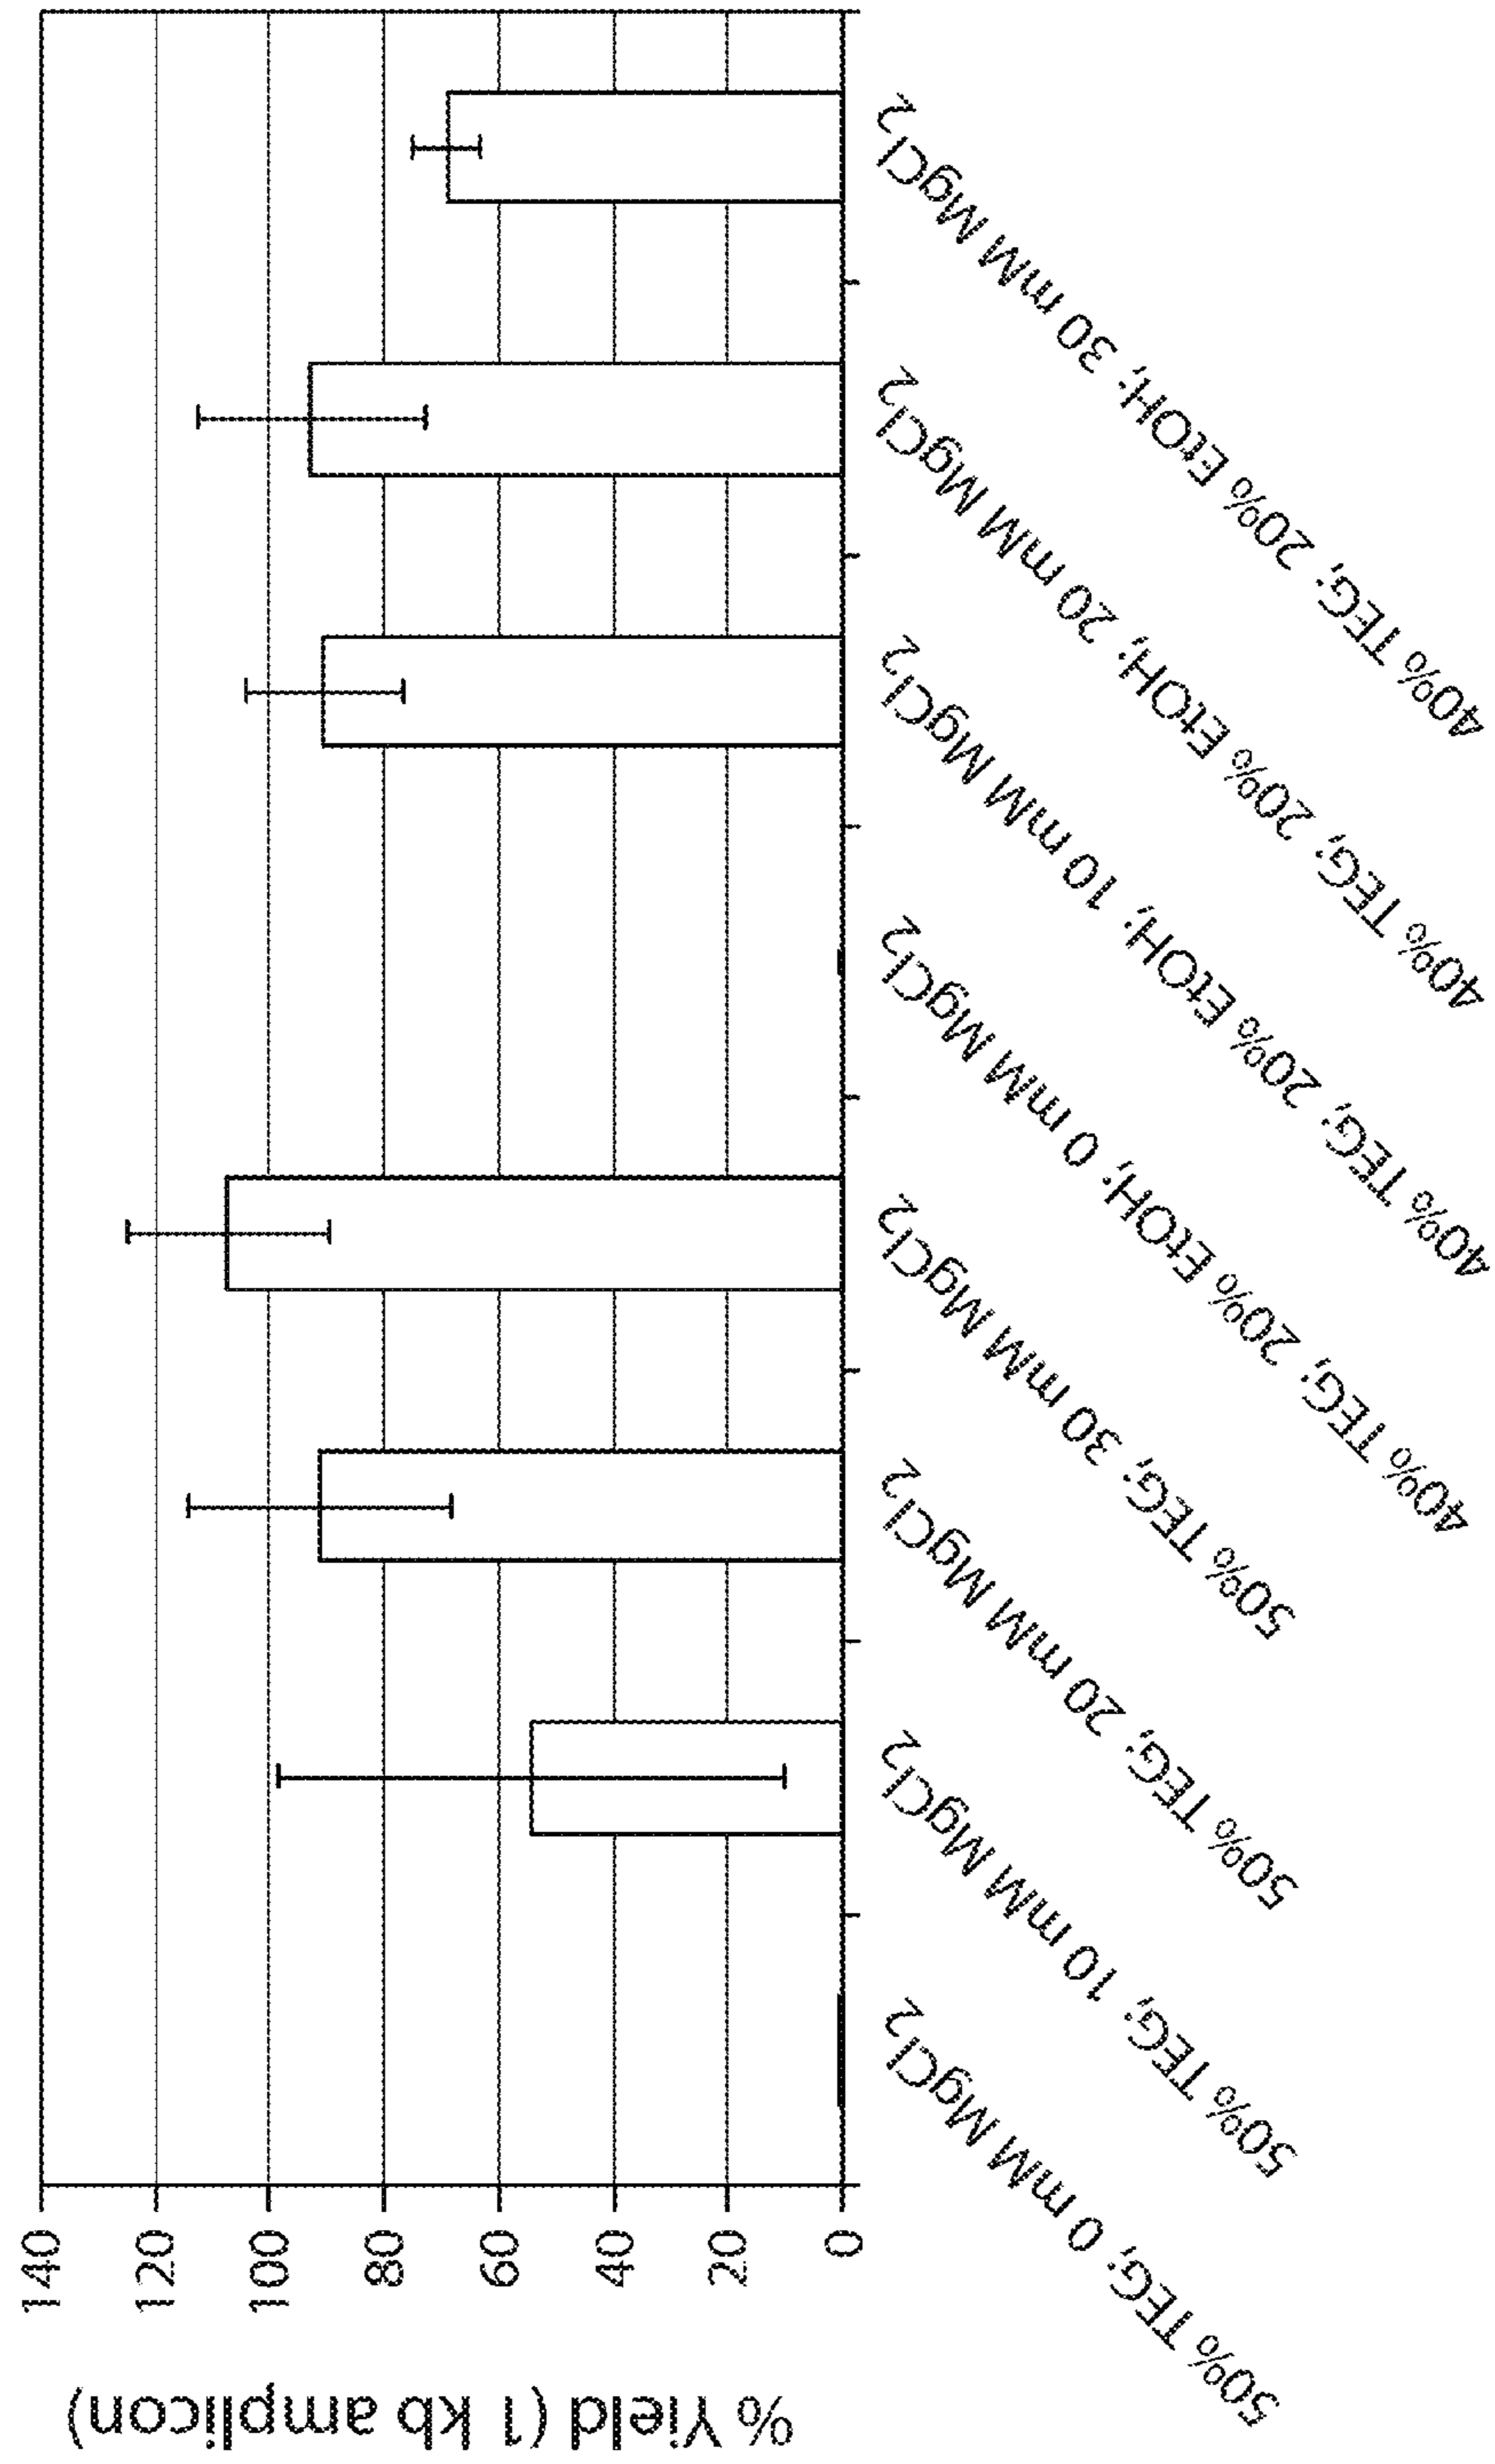 % Yield (1 kb amplicon)
140
120
100
80
60
40
20
0
50% TEG; 0 mM MgCl2
50% TEG; 10 mM MgCl2
50% TEG; 20 mM MgCl2
50% TEG; 30 mM MgCl2
40% TEG; 20% EtOH; 0 mM MgCl2
40% TEG; 20% EtOH; 10 mM MgCl2
40% TEG; 20% EtOH; 20 mM MgCl2
40% TEG; 20% EtOH; 30 mM MgCl2